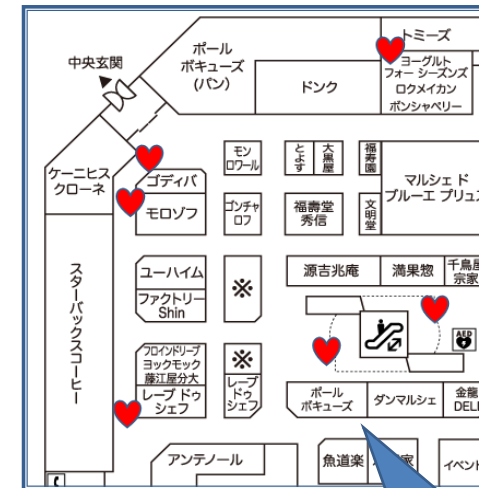 トミーズ
ポール
ボキューズ
(パン)
中央玄関
ドンク
ヨーグルト
フォー シーズンズ
ロクメイカン
ボンシャベリー
モン
ロワール
とよす
大黒屋
福寿園
ケーニヒス
クローネ
ゴディバ
マルシェ ド
ブルーエ プリュス
モロゾフ
ゴンチャ
ロフ
福壽堂
秀信
文明堂
スターバックスコーヒー
ユーハイム
ファクトリー
Shin
※
源吉兆庵
満果惣
千鳥屋
宗家
AED
フロインドリーブ
ヨックモック
藤江屋分大
レーブ ドゥ
シェフ
※
レーブ
ドゥ
シェフ
ポール
ボキューズ
ダンマルシェ
金龍
DELI
アンテノール
魚道楽
家
イベント